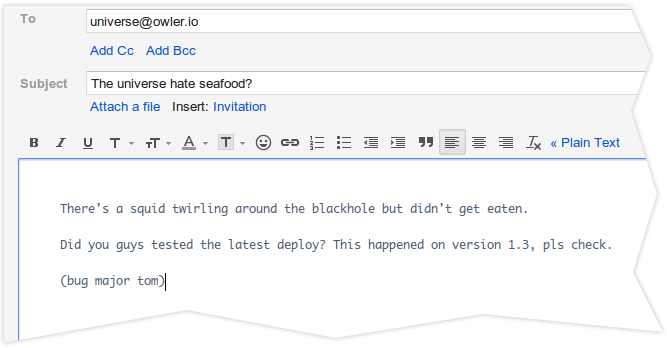 To
universe@owler.io
Add Cc Add Bcc
Subject
The universe hate seafood?
Attach a file Insert: Invitation
B I U T TT A T « Plain Text
There's a squid twirling around the blackhole but didn't get eaten.
Did you guys tested the latest deploy? This happened on version 1.3, pls check.
(bug major tom)